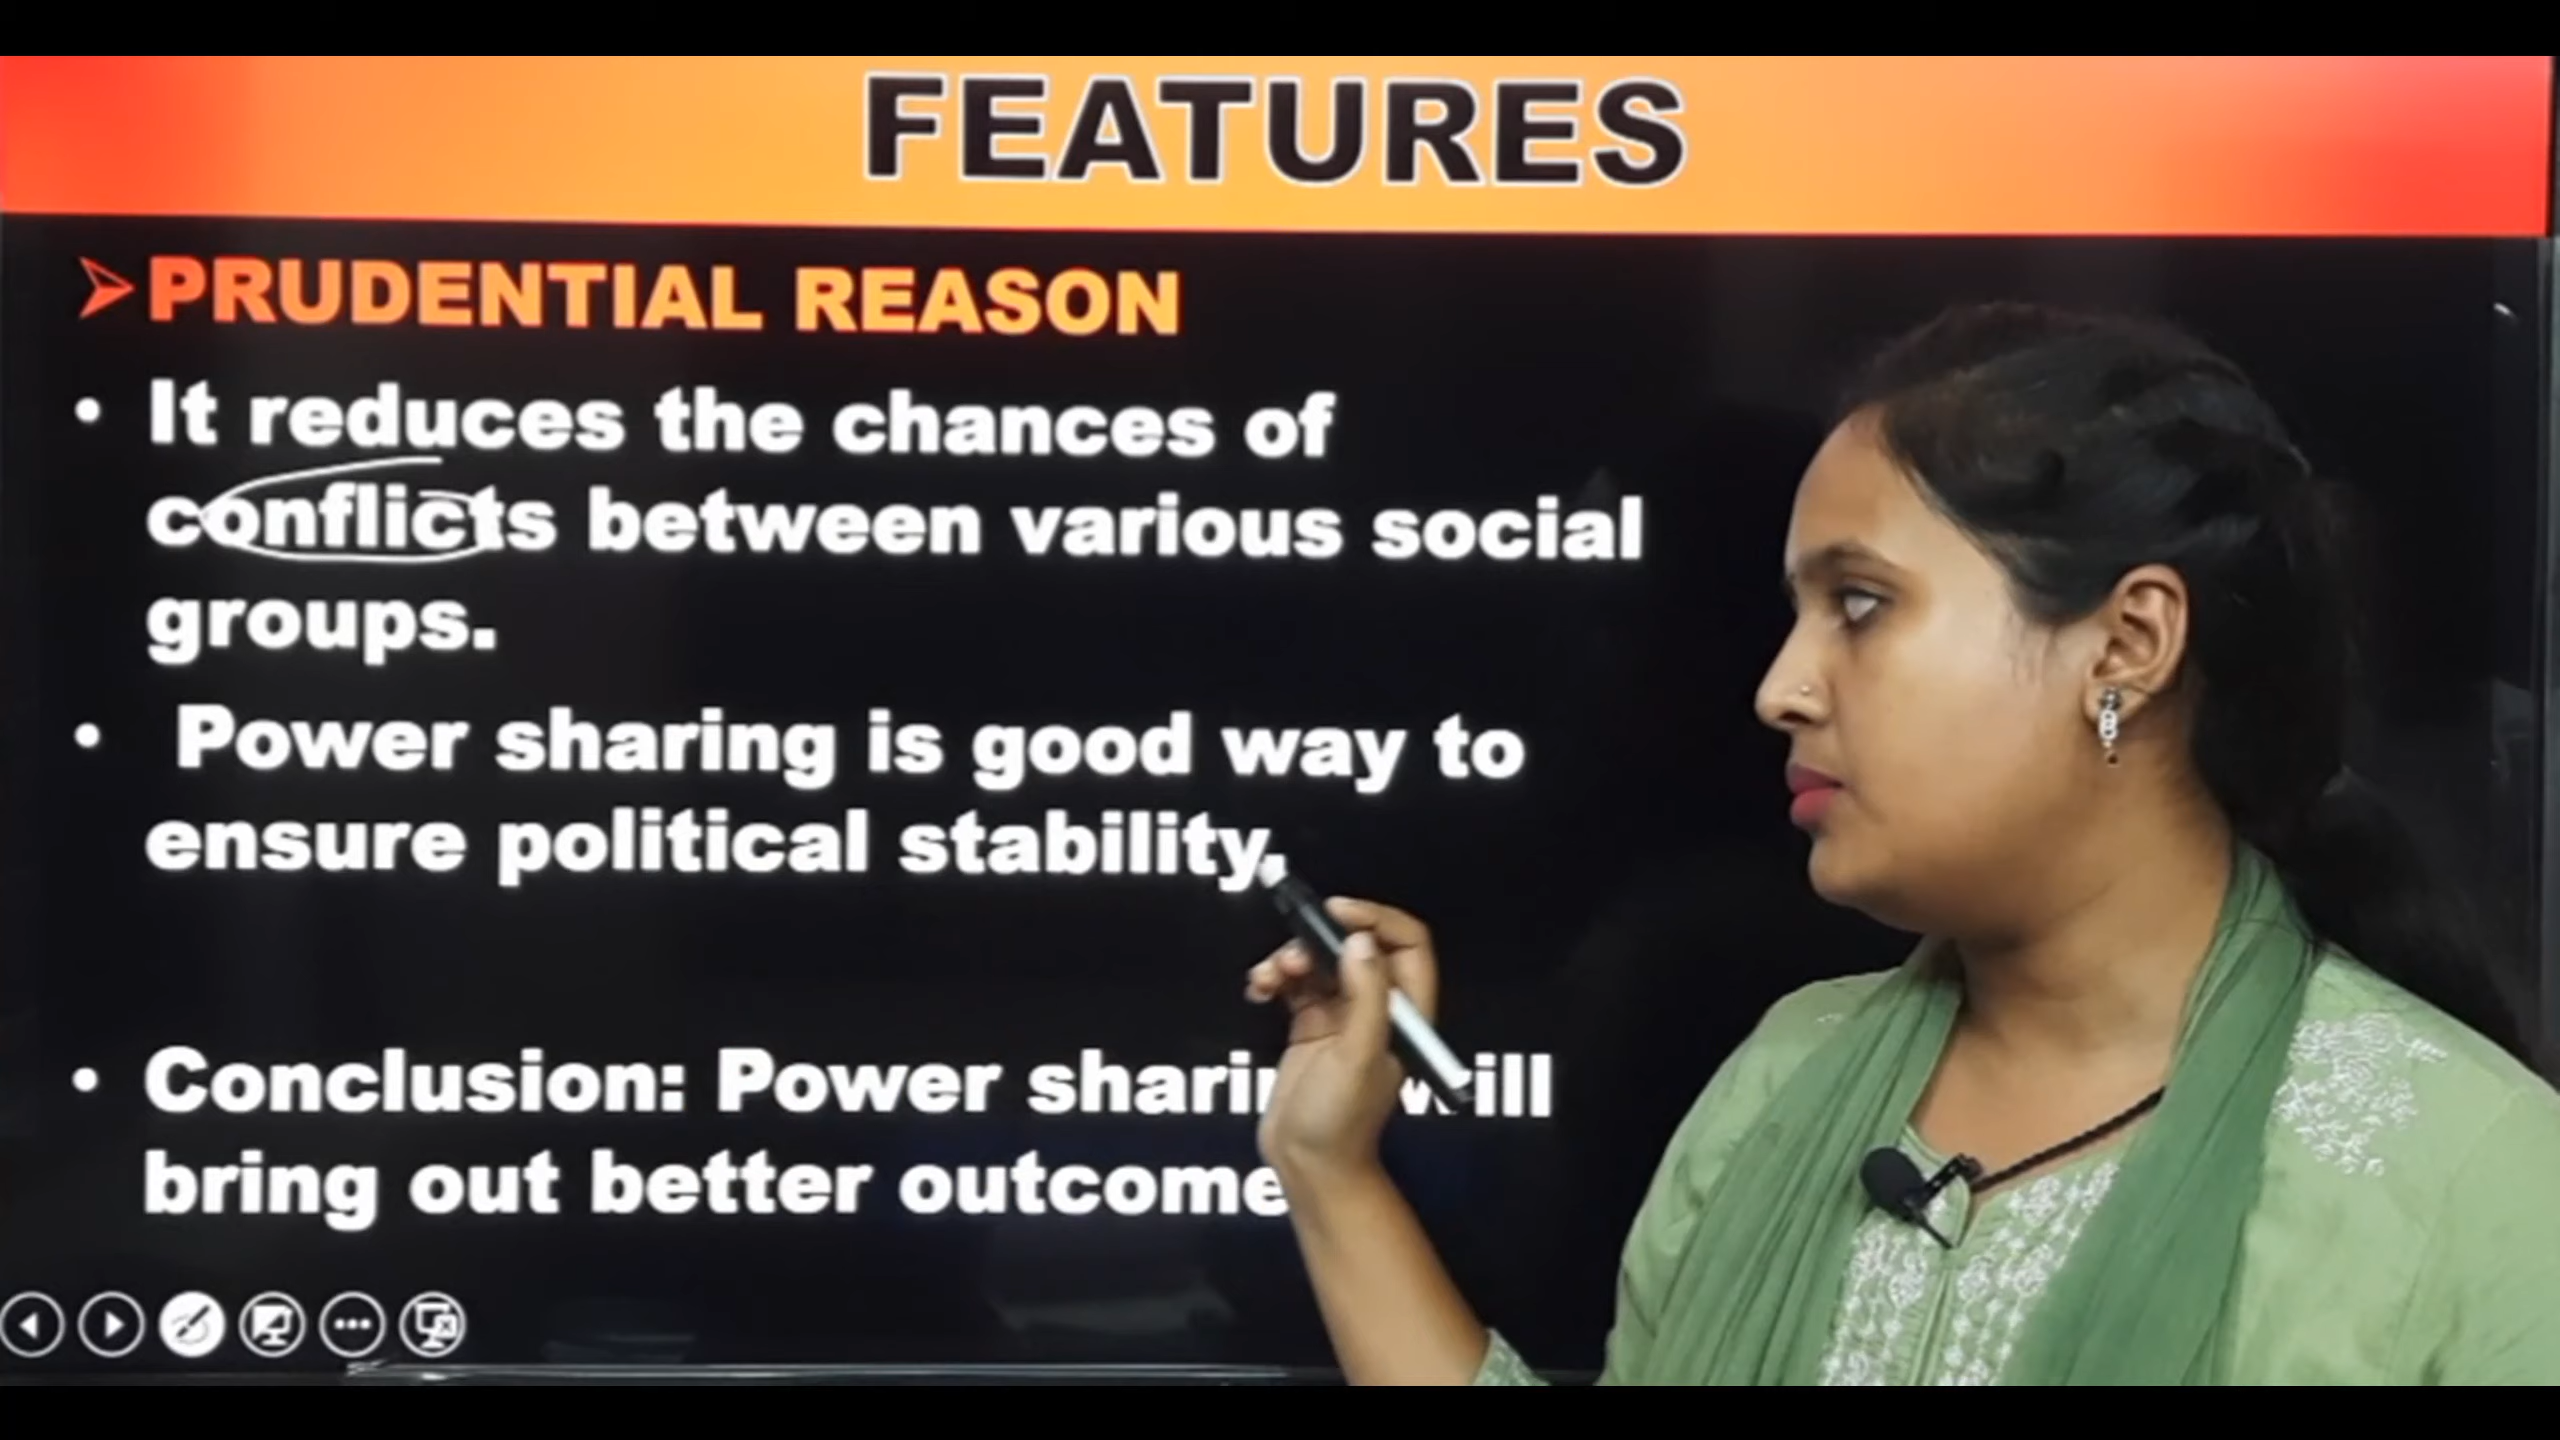 FEATURES
➢PRUDENTIAL REASON
• It reduces the chances of
conflicts between various social
groups.
• Power sharing is good way to
ensure political stability.
• Conclusion: Power will
bring out better outcome